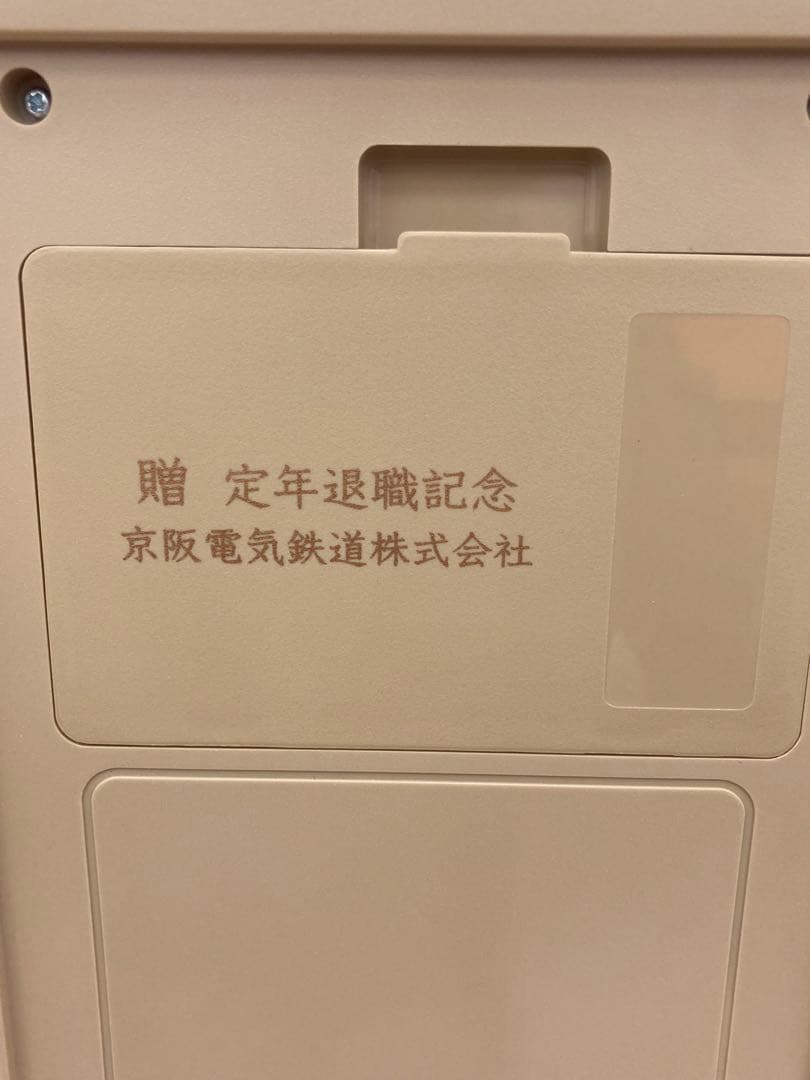 贈 定年退職記念
京阪電気鉄道株式会社